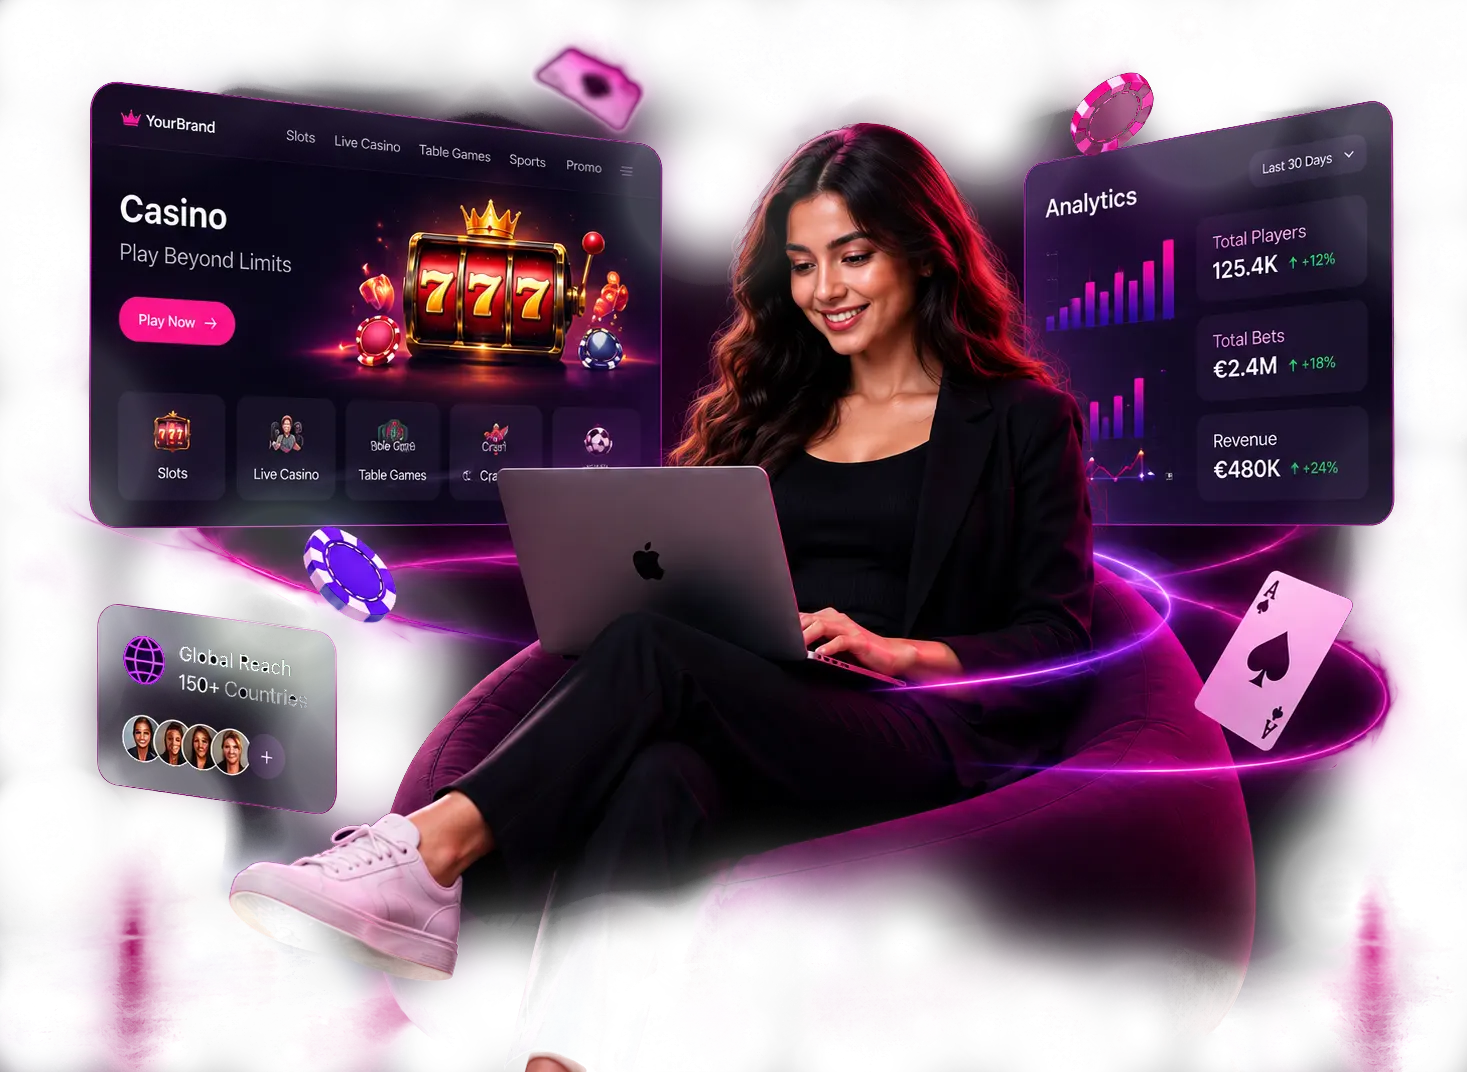 YourBrand
Slots
Live Casino
Table Games
Sports
Promo
Casino
Play Beyond Limits
Play Now →
777
Slots
Live Casino
Table Games
Cra
Analytics
Last 30 Days
Total Players
125.4K ↑ +12%
Total Bets
€2.4M ↑ +18%
Revenue
€480K ↑ +24%
Global Reach
150+ Countries
+
A
A